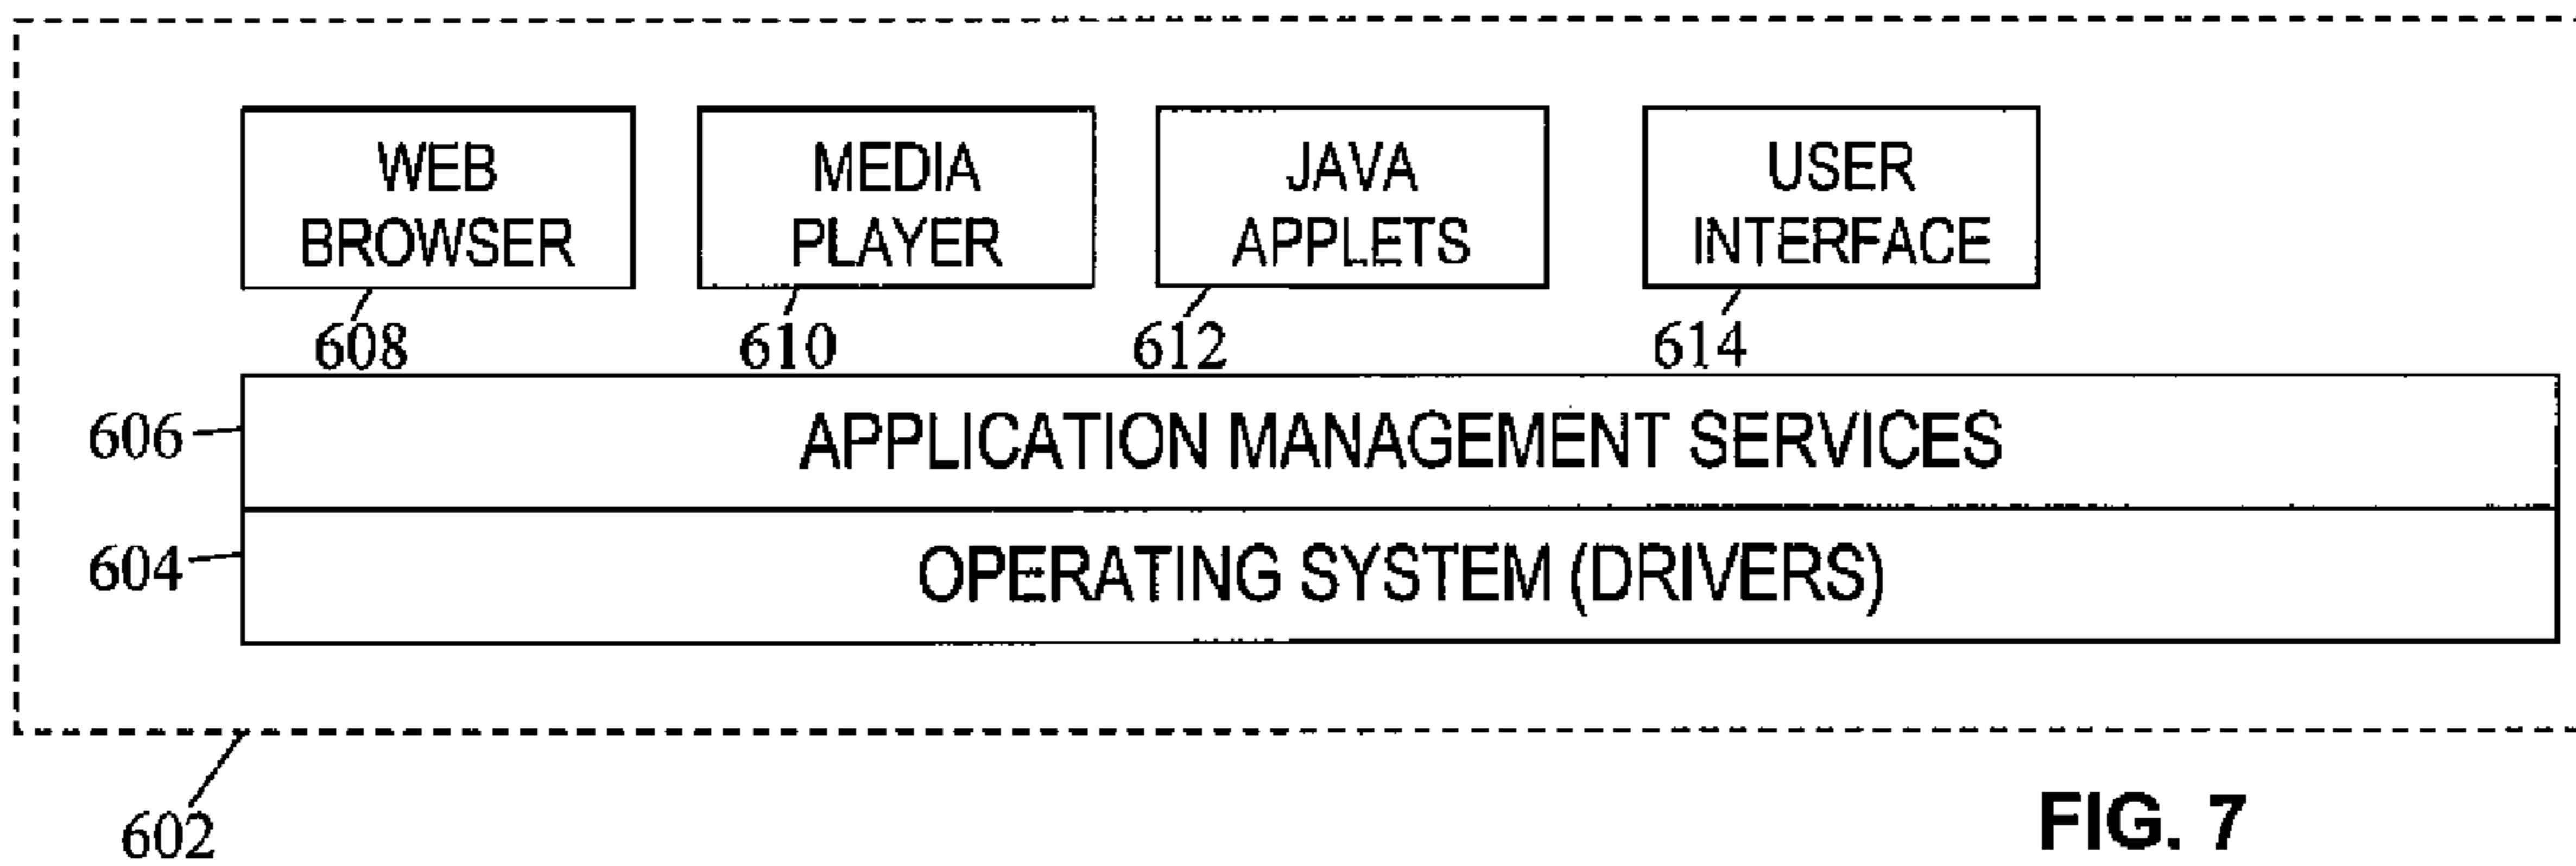 WEB
BROWSER
MEDIA
PLAYER
JAVA
APPLETS
USER
INTERFACE
608
610
612
614
606
APPLICATION MANAGEMENT SERVICES
604
OPERATING SYSTEM (DRIVERS)
602
FIG. 7